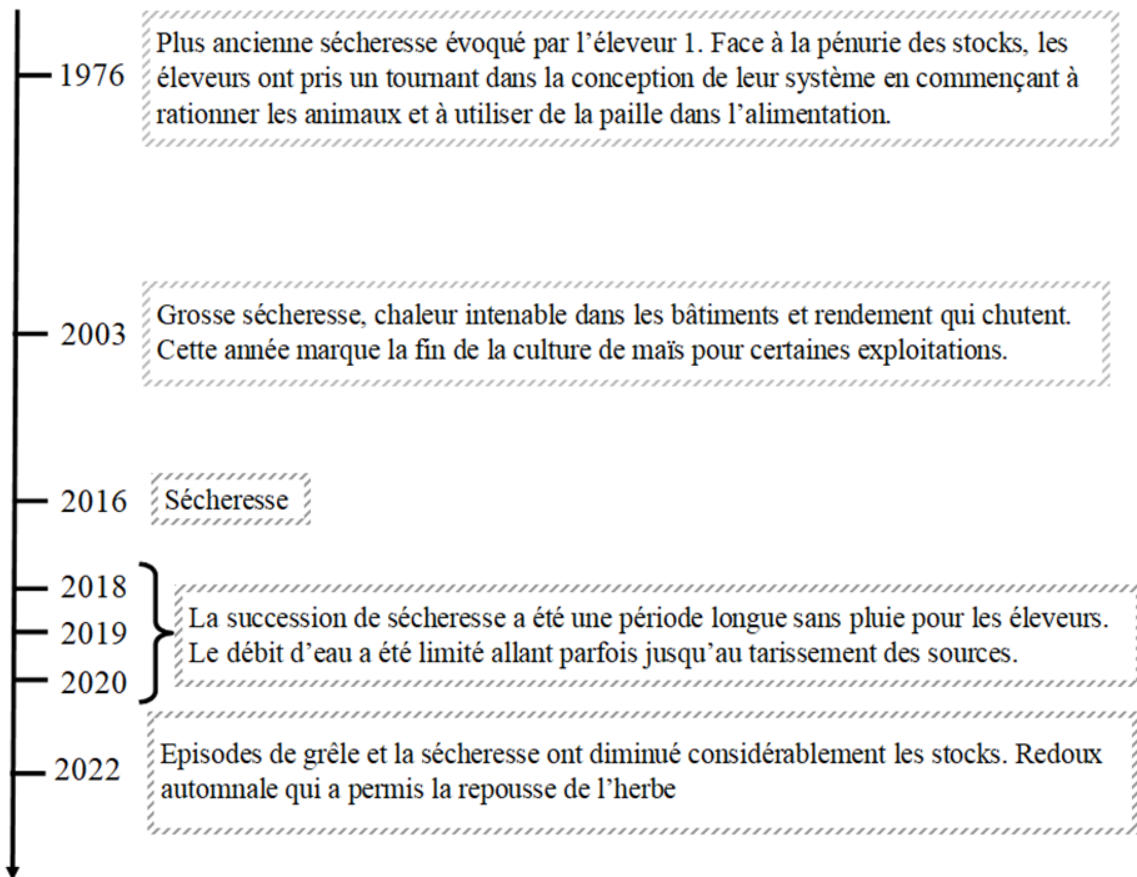 1976
Plus ancienne sécheresse évoqué par l'éleveur 1. Face à la pénurie des stocks, les
éleveurs ont pris un tournant dans la conception de leur système en commençant à
rationner les animaux et à utiliser de la paille dans l'alimentation.
2003
Grosse sécheresse, chaleur intenable dans les bâtiments et rendement qui chutent.
Cette année marque la fin de la culture de maïs pour certaines exploitations.
2016
Sécheresse
2018
2019
2020
La succession de sécheresse a été une période longue sans pluie pour les éleveurs.
Le débit d'eau a été limité allant parfois jusqu'au tarissement des sources.
2022
Episodes de grêle et la sécheresse ont diminué considérablement les stocks. Redoux
automnale qui a permis la repousse de l'herbe